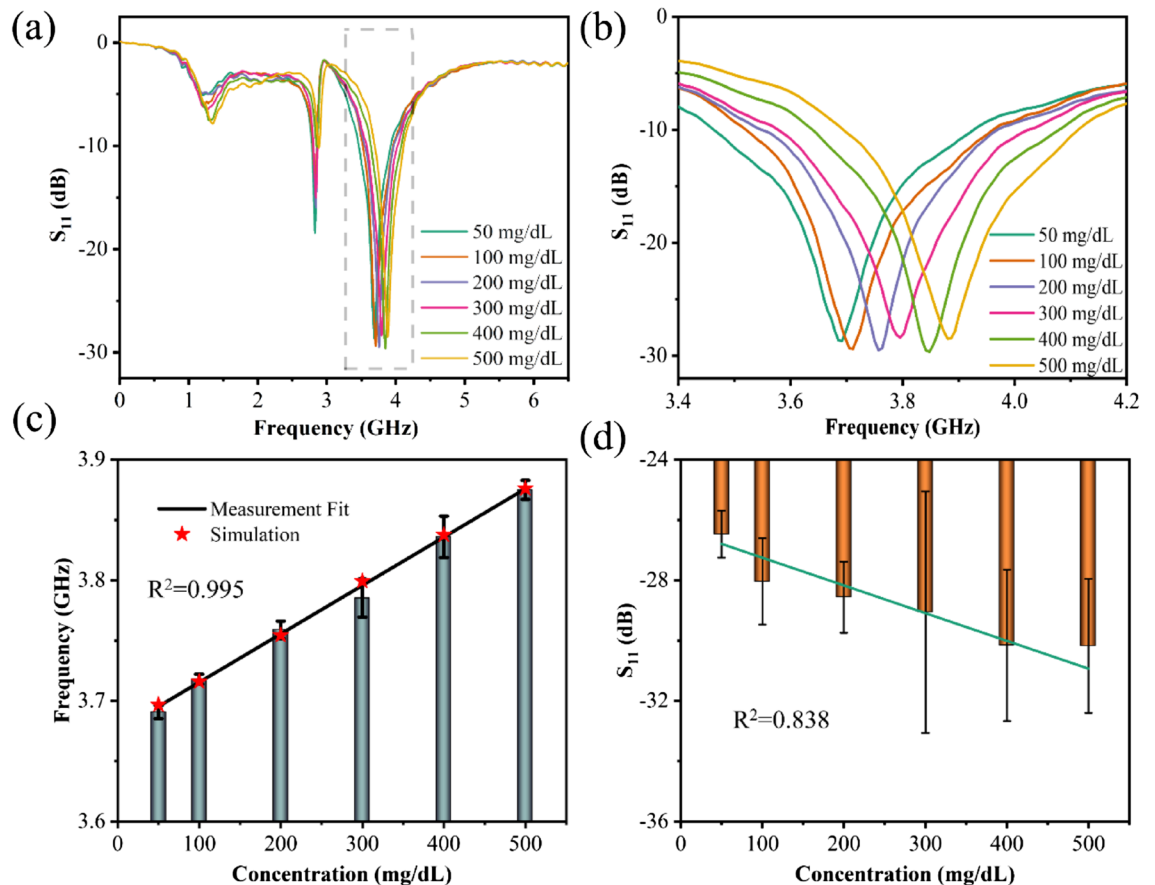 (a)
0
-10
-20
-30
S₁₁ (dB)
50 mg/dL
100 mg/dL
200 mg/dL
300 mg/dL
400 mg/dL
500 mg/dL
0 1 2 3 4 5 6
Frequency (GHz)
(b)
0
-10
-20
-30
S₁₁ (dB)
50 mg/dL
100 mg/dL
200 mg/dL
300 mg/dL
400 mg/dL
500 mg/dL
3.4 3.6 3.8 4.0 4.2
Frequency (GHz)
(c)
3.9
3.8
3.7
3.6
Frequency (GHz)
Measurement Fit
Simulation
R²=0.995
0 100 200 300 400 500
Concentration (mg/dL)
(d)
-24
-28
-32
-36
S₁₁ (dB)
R²=0.838
0 100 200 300 400 500
Concentration (mg/dL)